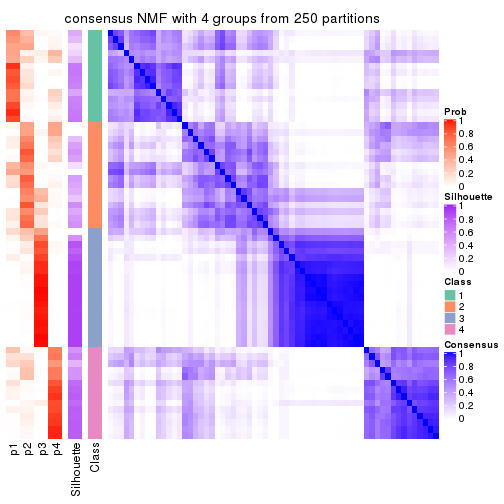 consensus NMF with 4 groups from 250 partitions
Prob
1
0.8
0.6
0.4
0.2
0
Silhouette
1
0.8
0.6
0.4
0.2
0
Class
1
2
3
4
Consensus
1
0.8
0.6
0.4
0.2
0
p1
p2
p3
p4
Silhouette
Class